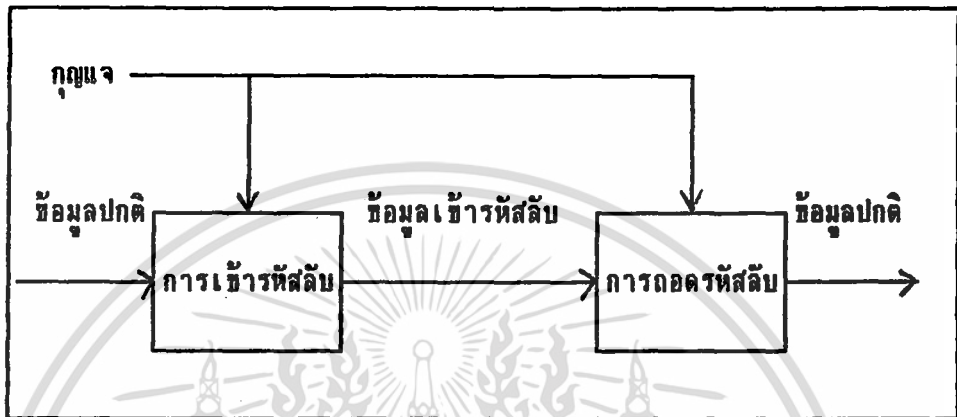 กุญแจ
ข้อมูลปกติ
ข้อมูลเข้ารหัสลับ
ข้อมูลปกติ
การเข้ารหัสลับ
การถอดรหัสลับ